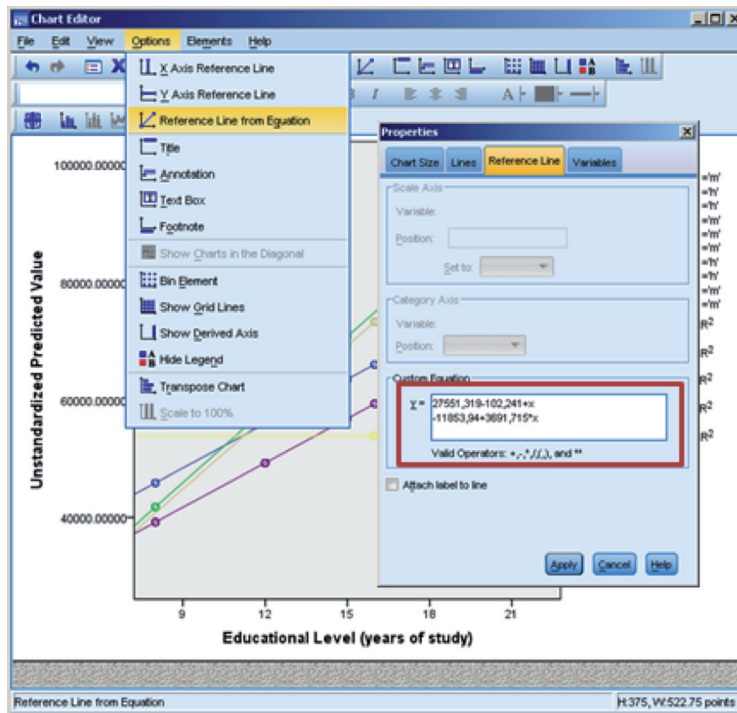 Chart Editor
File Edit View Options Elements Help
X Axis Reference Line
Y Axis Reference Line
Reference Line from Equation
Title
Annotation
Text Box
Footnote
Show Charts in the Diagonal
Bin Element
Show Grid Lines
Show Derived Axis
Hide Legend
Transpose Chart
Scale to 100%
Properties
Chart Size Lines Reference Line Variables
Scale Axis
Variable:
Position:
Set to:
Category Axis
Variable:
Position:
Custom Equation
Y = 27551,319-102,241+x
-11853,94+3691,715*x
Valid Operators: +,-,*,/,(,), and **
Attach label to line
Apply Cancel Help
='m'
='h'
='h'
='m'
='m'
='m'
='h'
='h'
='m'
='m'
R²
R²
R²
R²
R²
Unstandardized Predicted Value
100000.00000
80000.00000
60000.00000
40000.00000
9 12 15 18 21
Educational Level (years of study)
Reference Line from Equation H:375, W:522.75 points